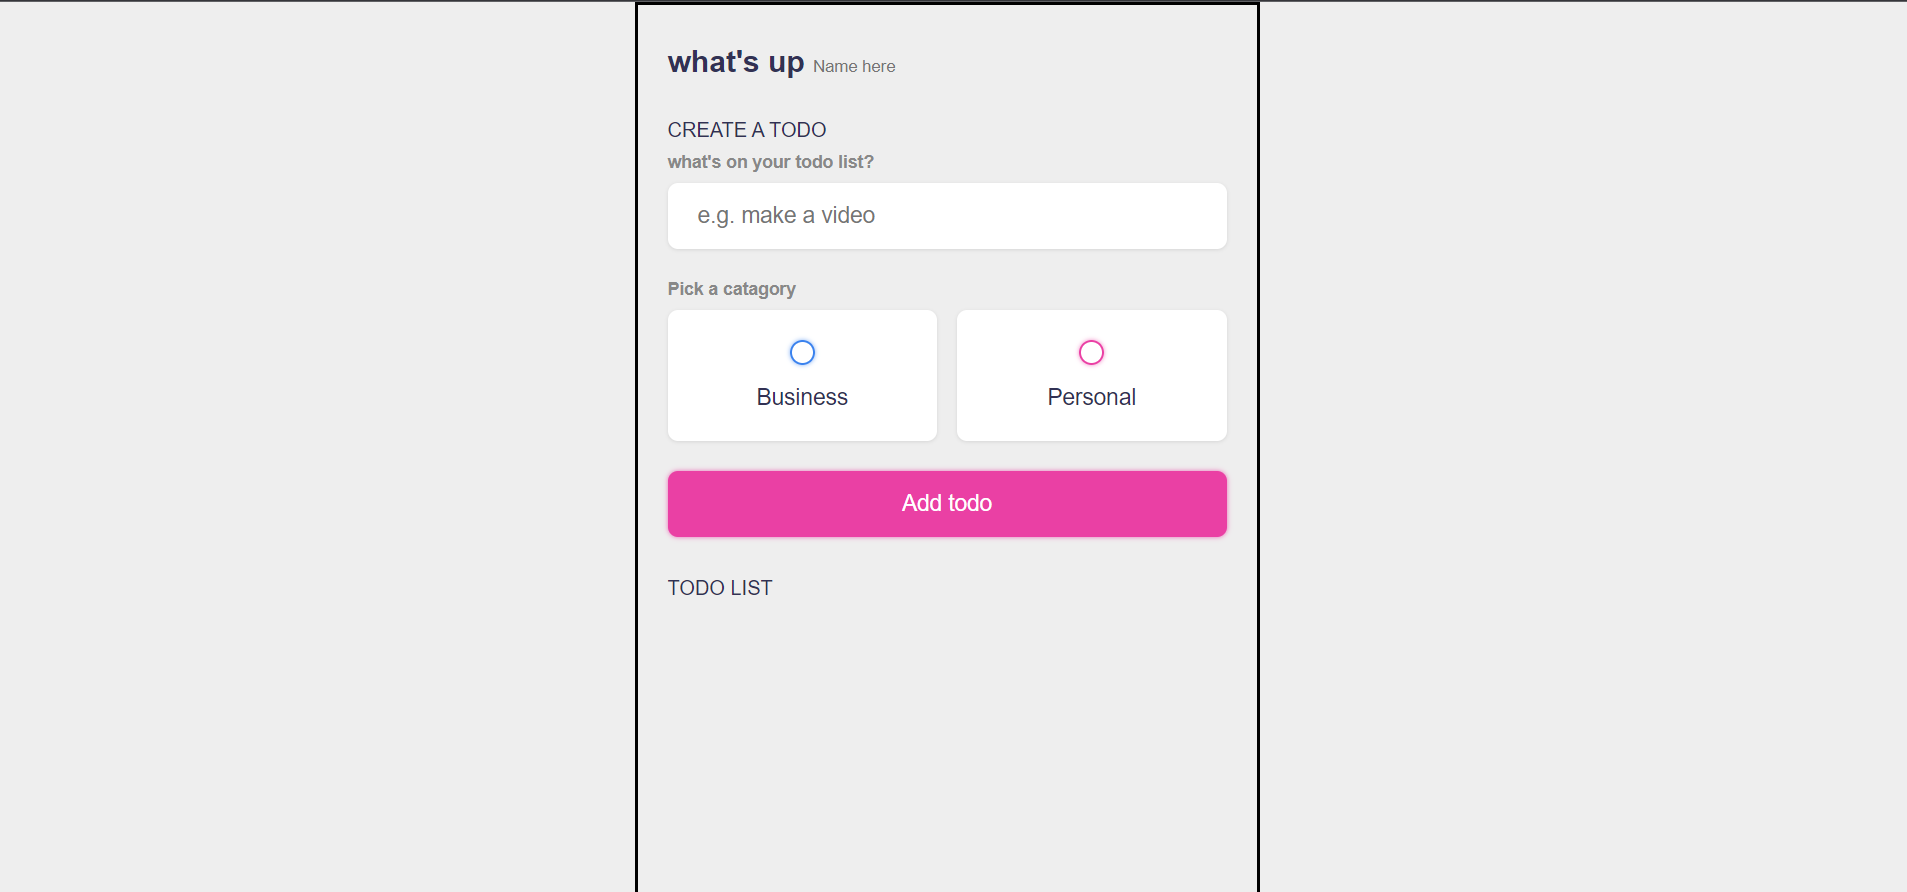 what's up Name here
CREATE A TODO
what's on your todo list?
e.g. make a video
Pick a catagory
Business Personal
Add todo
TODO LIST